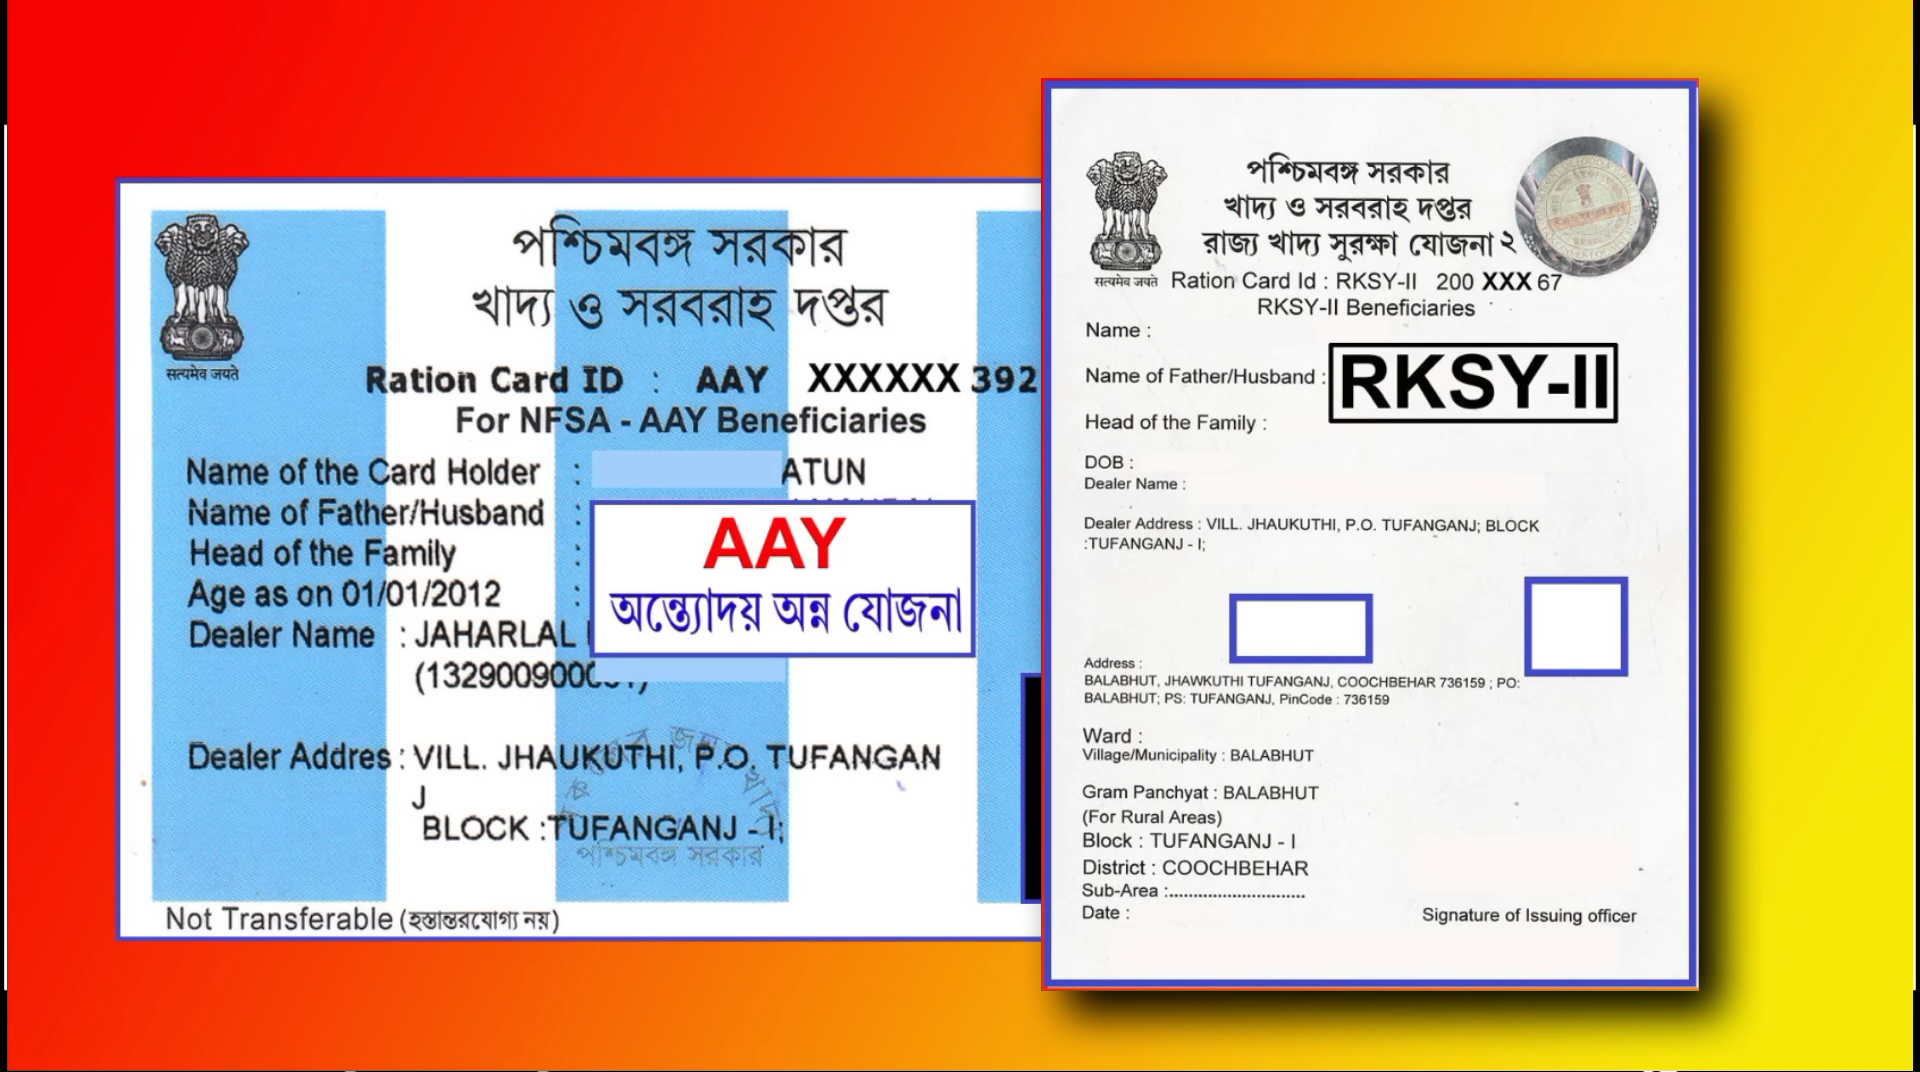 পশ্চিমবঙ্গ সরকার
খাদ্য ও সরবরাহ দপ্তর
सत्यमेव जयते
Ration Card ID : AAY XXXXXX 392
For NFSA - AAY Beneficiaries
Name of the Card Holder : ATUN
Name of Father/Husband :
Head of the Family :
Age as on 01/01/2012 :
Dealer Name : JAHARLAL
AAY
অন্ত্যোদয় অন্ন যোজনা
Dealer Addres : VILL. JHAUKUTHI, P.O. TUFANGAN
J
BLOCK :TUFANGANJ - I;
পশ্চিমবঙ্গ সরকার
Not Transferable (হস্তান্তরযোগ্য নয়)
পশ্চিমবঙ্গ সরকার
খাদ্য ও সরবরাহ দপ্তর
রাজ্য খাদ্য সুরক্ষা যোজনা ২
सत्यमेव जयते
Ration Card Id : RKSY-II 200 XXX 67
RKSY-II Beneficiaries
Name :
Name of Father/Husband :
RKSY-II
Head of the Family :
DOB :
Dealer Name :
Dealer Address : VILL. JHAUKUTHI, P.O. TUFANGANJ; BLOCK
:TUFANGANJ - I;
Address :
BALABHUT, JHAWKUTHI TUFANGANJ, COOCHBEHAR 736159 ; PO:
BALABHUT; PS: TUFANGANJ, PinCode : 736159
Ward :
Village/Municipality : BALABHUT
Gram Panchyat : BALABHUT
(For Rural Areas)
Block : TUFANGANJ - I
District : COOCHBEHAR
Sub-Area :............................
Date :
Signature of Issuing officer